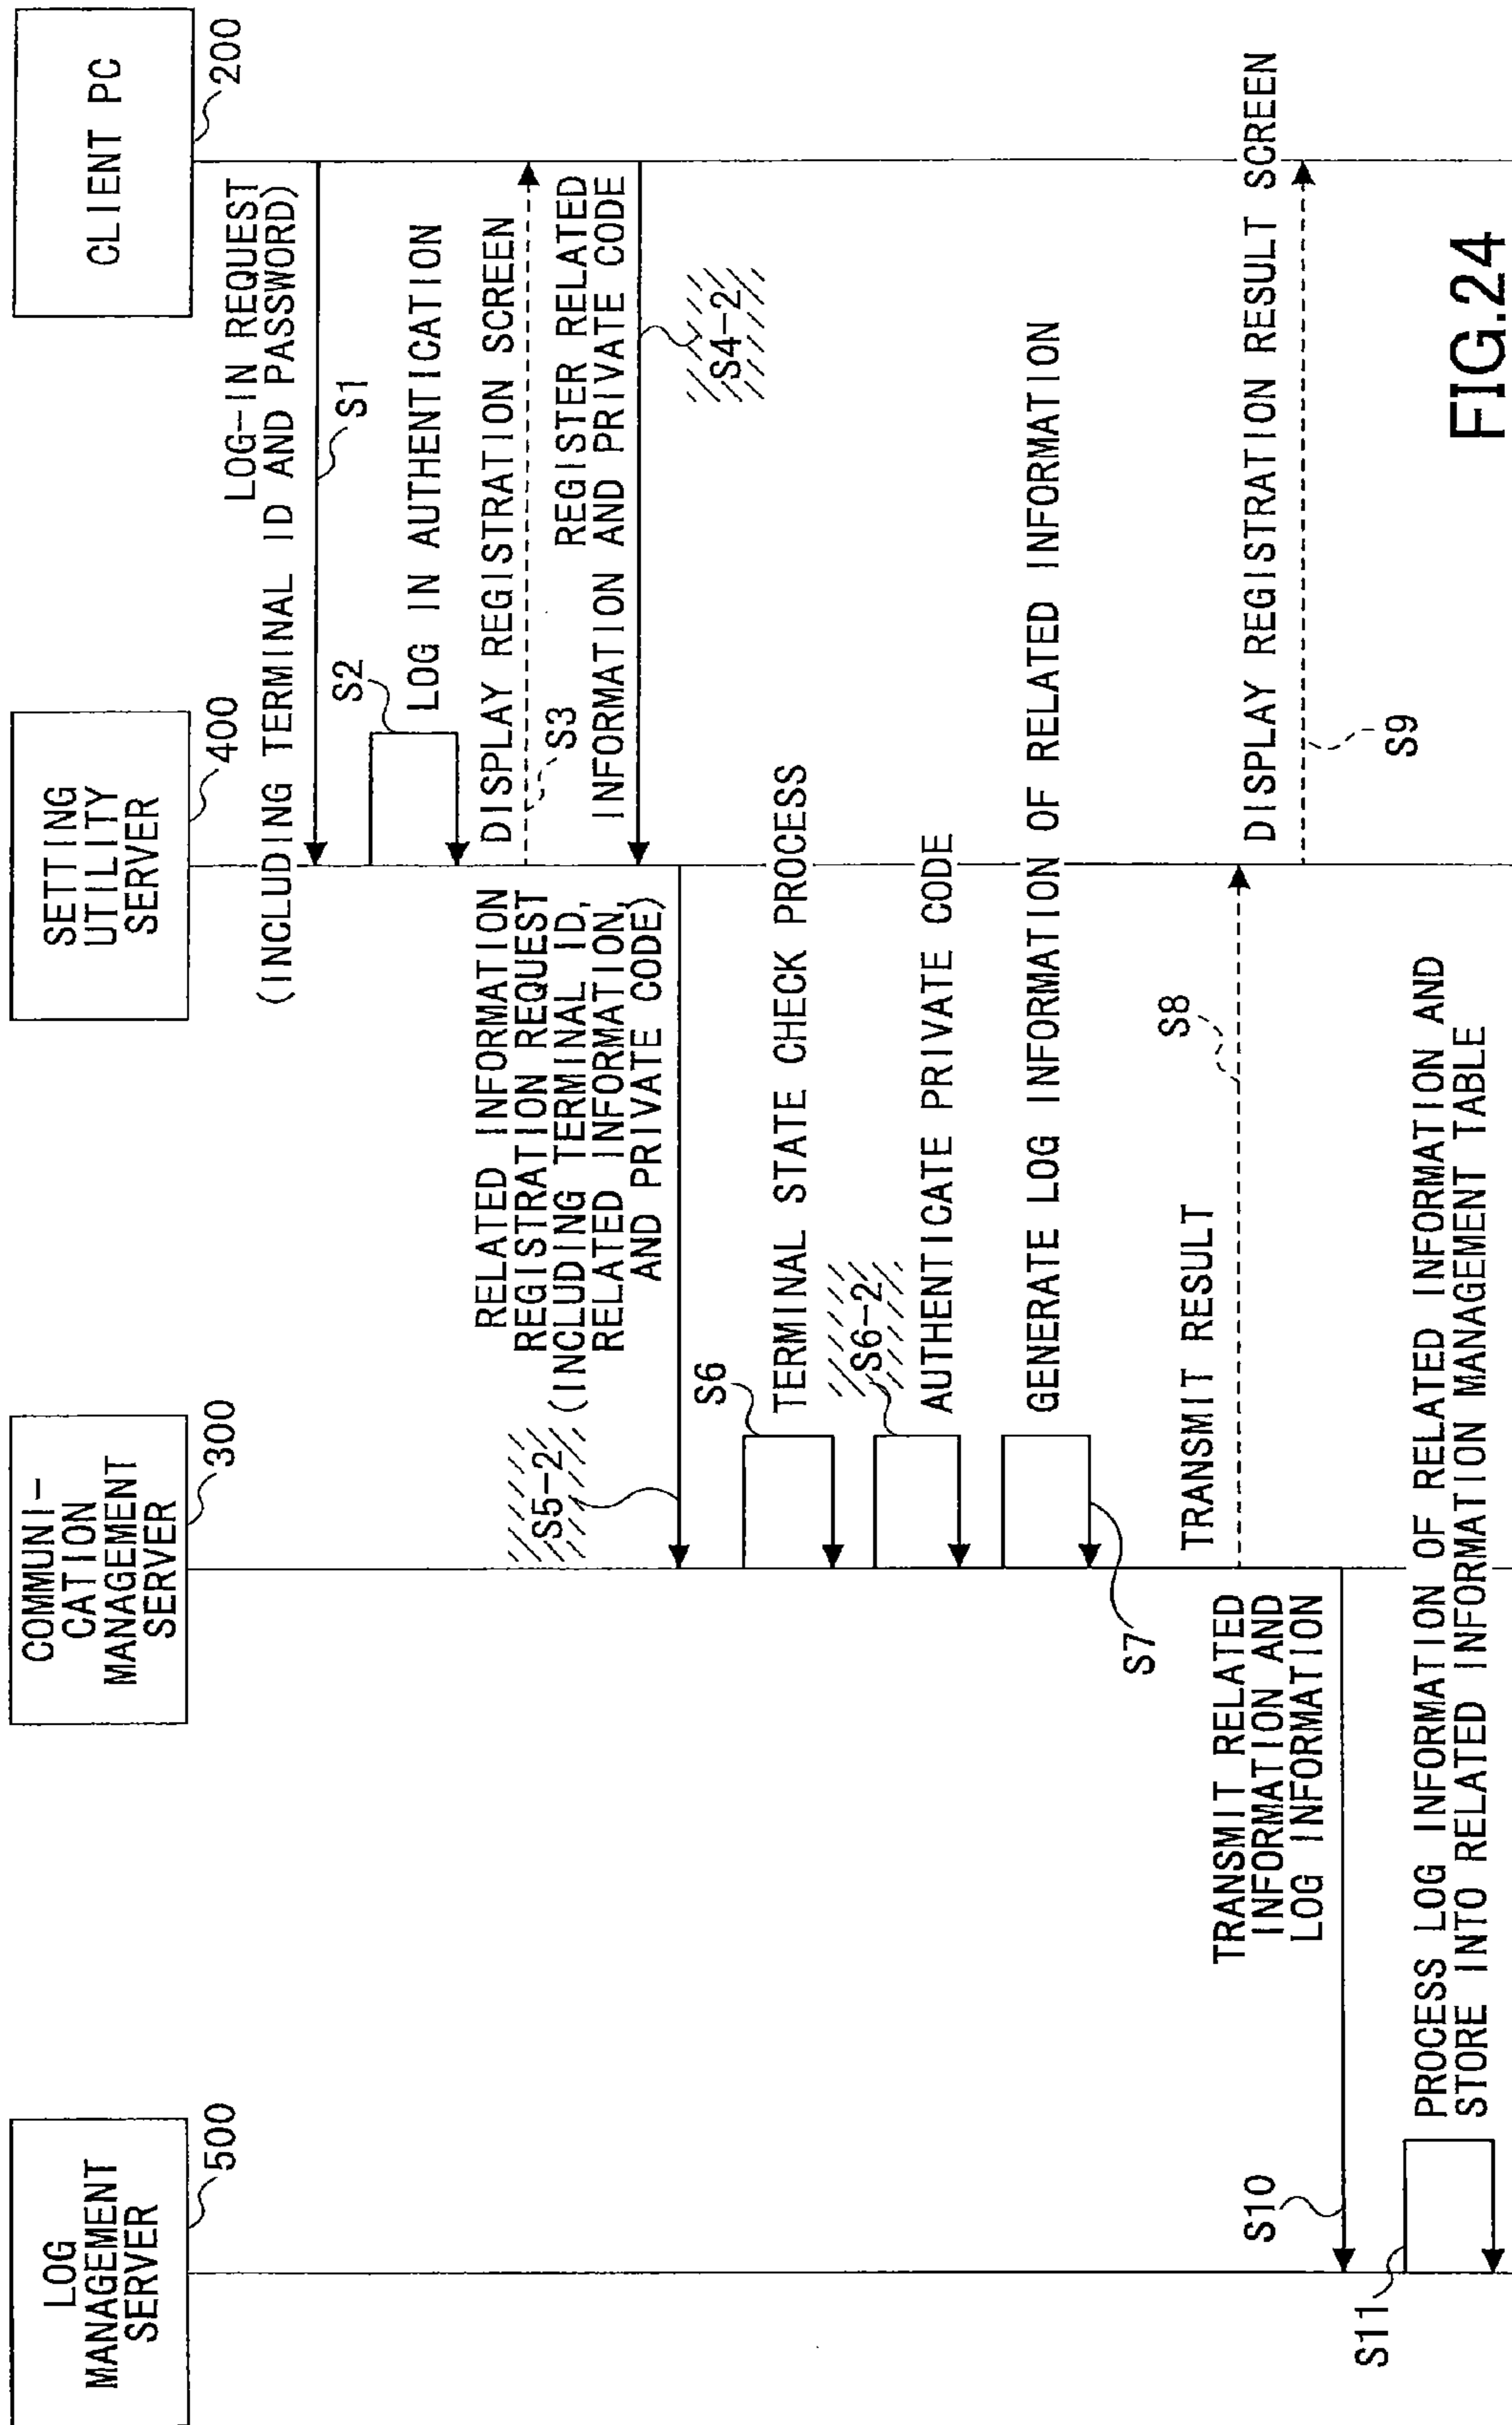 LOG
MANAGEMENT
SERVER
500
COMMUNI-
CATION
MANAGEMENT
SERVER
300
SETTING
UTILITY
SERVER
400
CLIENT PC
200
LOG-IN REQUEST
(INCLUDING TERMINAL ID AND PASSWORD)
S1
S2
LOG IN AUTHENTICATION
DISPLAY REGISTRATION SCREEN
S3
REGISTER RELATED
INFORMATION AND PRIVATE CODE
S4-2
RELATED INFORMATION
REGISTRATION REQUEST
(INCLUDING TERMINAL ID,
RELATED INFORMATION,
AND PRIVATE CODE)
S5-2
S6
TERMINAL STATE CHECK PROCESS
S6-2
AUTHENTICATE PRIVATE CODE
GENERATE LOG INFORMATION OF RELATED INFORMATION
S7
TRANSMIT RESULT
S8
DISPLAY REGISTRATION RESULT SCREEN
S9
TRANSMIT RELATED
INFORMATION AND
LOG INFORMATION
S10
S11
PROCESS LOG INFORMATION OF RELATED INFORMATION AND
STORE INTO RELATED INFORMATION MANAGEMENT TABLE
FIG.24